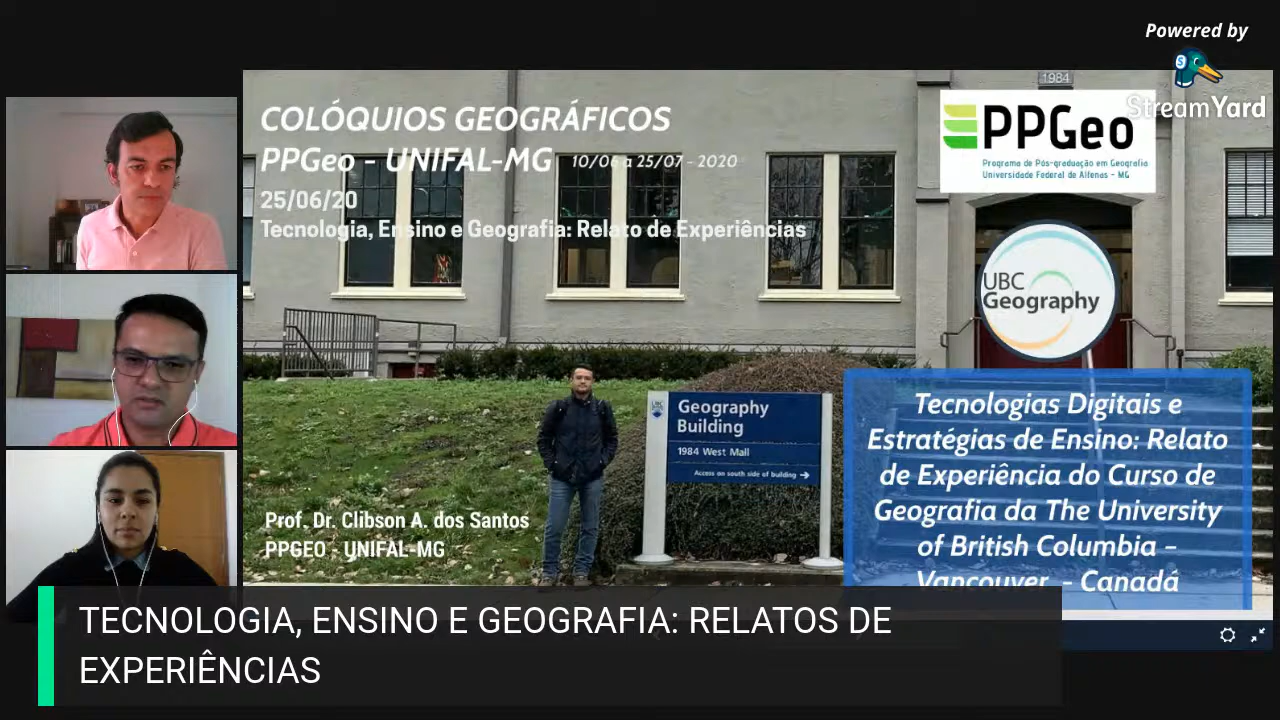 Powered by
StreamYard
COLÓQUIOS GEOGRÁFICOS
PPGeo - UNIFAL-MG 10/06 a 25/07 - 2020
25/06/20
Tecnologia, Ensino e Geografia: Relato de Experiências
1984
PPGeo
Programa de Pós-graduação em Geografia
Universidade Federal de Alfenas - MG
UBC
Geography
UBC
Geography
Building
1984 West Mall
Access on south side of building →
Tecnologias Digitais e
Estratégias de Ensino: Relato
de Experiência do Curso de
Geografia da The University
of British Columbia –
Vancouver - Canadá
Prof. Dr. Clibson A. dos Santos
PPGEO - UNIFAL-MG
TECNOLOGIA, ENSINO E GEOGRAFIA: RELATOS DE
EXPERIÊNCIAS